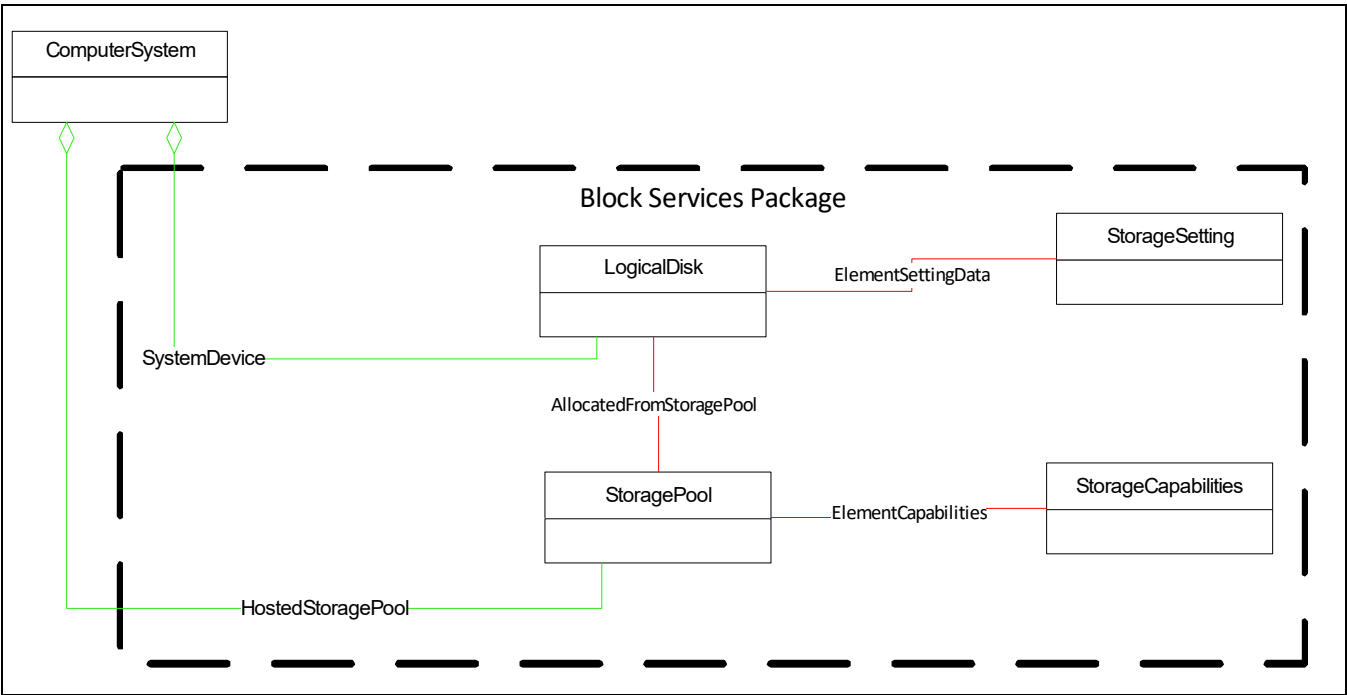 ComputerSystem
Block Services Package
StorageSetting
LogicalDisk
ElementSettingData
SystemDevice
AllocatedFromStoragePool
StoragePool
StorageCapabilities
ElementCapabilities
HostedStoragePool